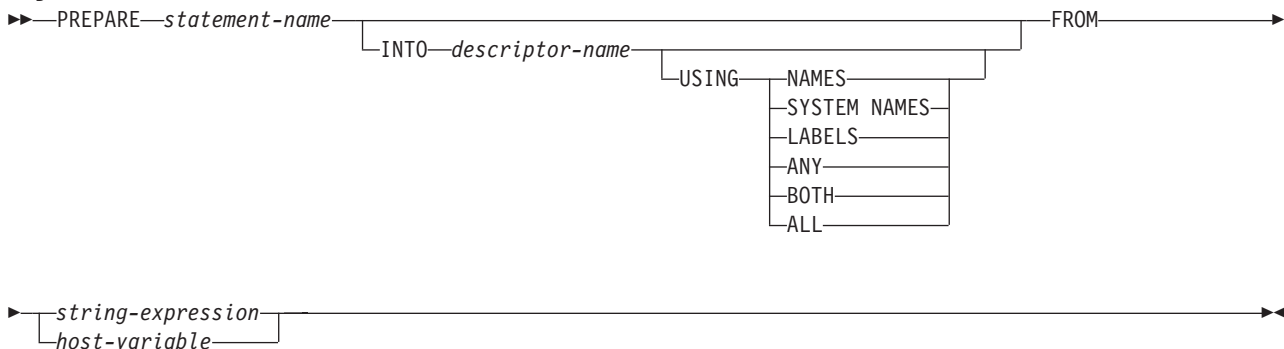 PREPARE statement-name FROM
INTO descriptor-name
USING NAMES
SYSTEM NAMES
LABELS
ANY
BOTH
ALL
string-expression
host-variable